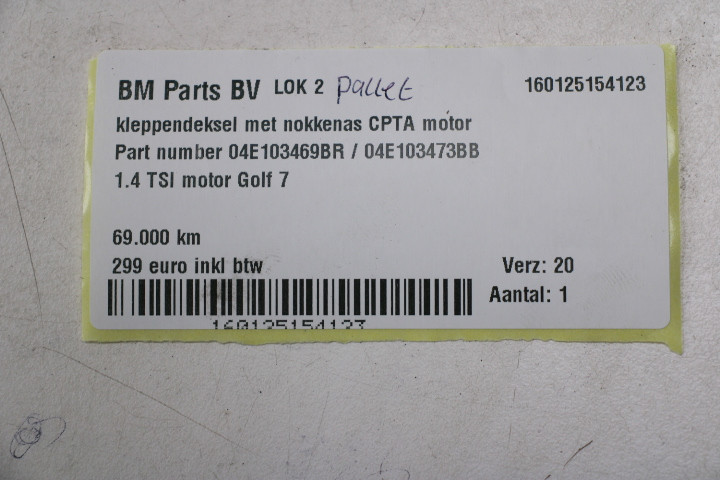 BM Parts BV LOK 2 pallet 160125154123
kleppendeksel met nokkenas CPTA motor
Part number 04E103469BR / 04E103473BB
1.4 TSI motor Golf 7
69.000 km
299 euro inkl btw Verz: 20
Aantal: 1
160125154123